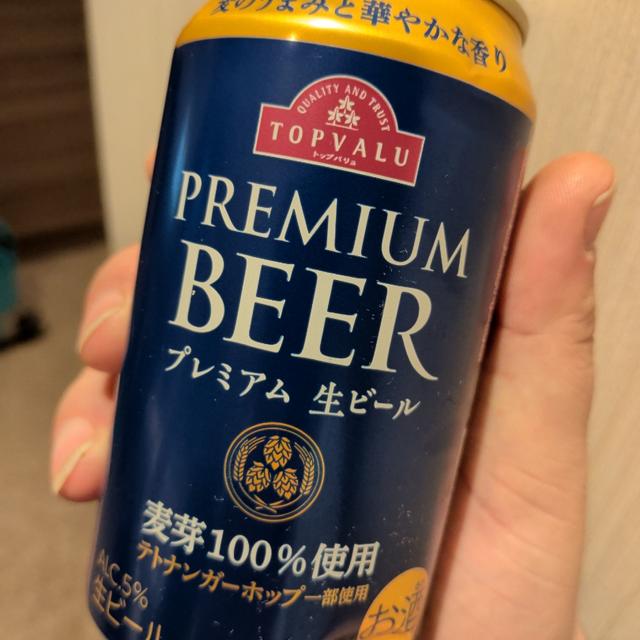 麦のうまみと華やかな香り
QUALITY AND TRUST
TOPVALU
トップバリュ
PREMIUM
BEER
プレミアム 生ビール
麦芽100%使用
テトナンガーホップ一部使用
ALC.5%
生ビール
お酒